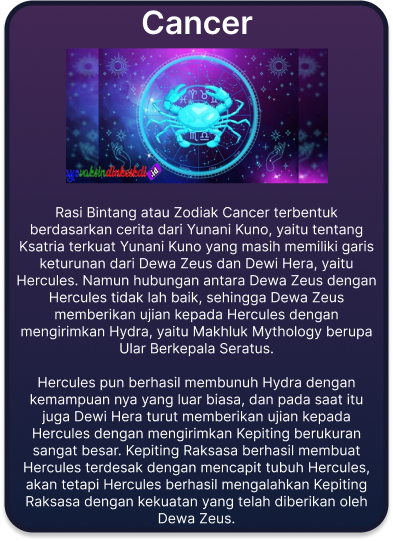 Cancer
Rasi Bintang atau Zodiak Cancer terbentuk
berdasarkan cerita dari Yunani Kuno, yaitu tentang
Ksatria terkuat Yunani Kuno yang masih memiliki garis
keturunan dari Dewa Zeus dan Dewi Hera, yaitu
Hercules. Namun hubungan antara Dewa Zeus dengan
Hercules tidak lah baik, sehingga Dewa Zeus
memberikan ujian kepada Hercules dengan
mengirimkan Hydra, yaitu Makhluk Mythology berupa
Ular Berkepala Seratus.
Hercules pun berhasil membunuh Hydra dengan
kemampuan nya yang luar biasa, dan pada saat itu
juga Dewi Hera turut memberikan ujian kepada
Hercules dengan mengirimkan Kepiting berukuran
sangat besar. Kepiting Raksasa berhasil membuat
Hercules terdesak dengan mencapit tubuh Hercules,
akan tetapi Hercules berhasil mengalahkan Kepiting
Raksasa dengan kekuatan yang telah diberikan oleh
Dewa Zeus.